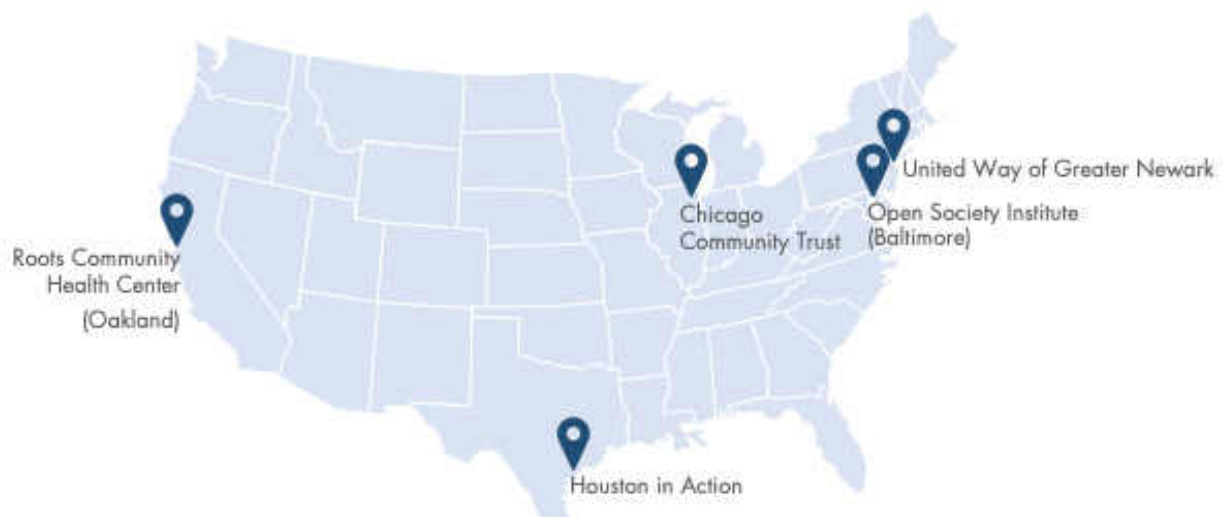 United Way of Greater Newark
Chicago
Community Trust
Open Society Institute
(Baltimore)
Roots Community
Health Center
(Oakland)
Houston in Action